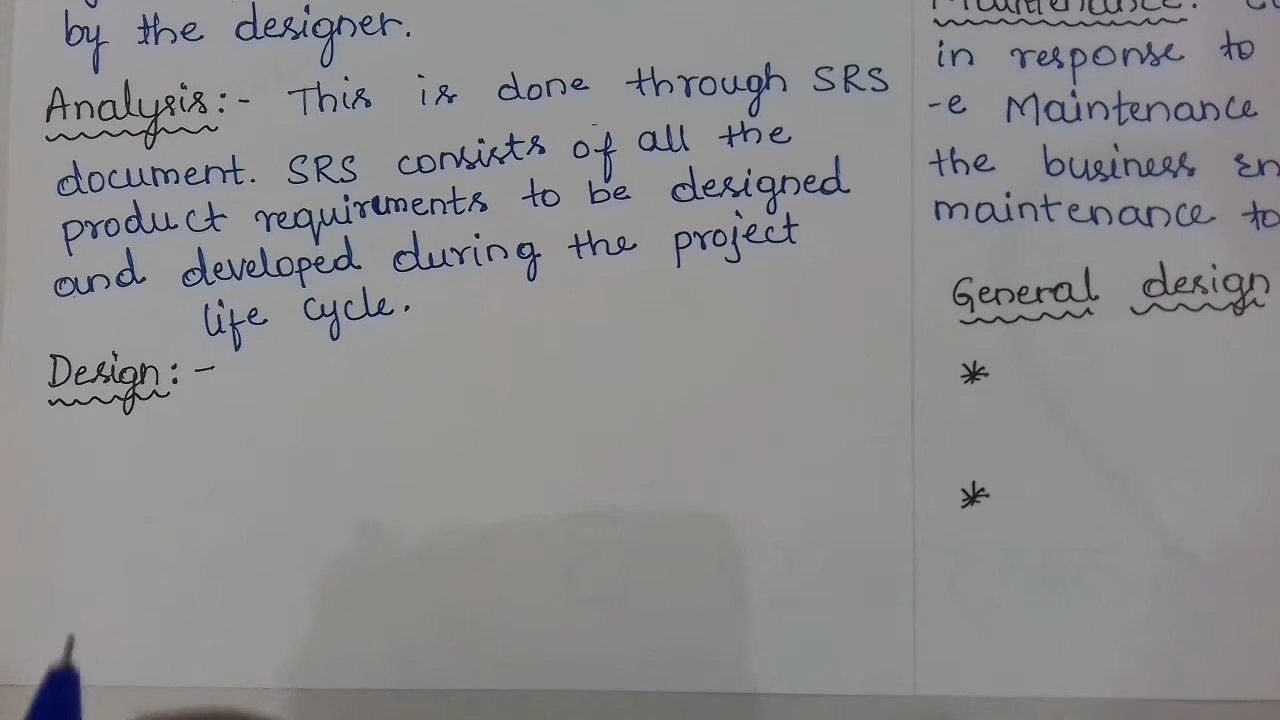 by the designer.
Analysis:- This is done through SRS
document. SRS consists of all the
product requirements to be designed
and developed during the project
life cycle.
Design:-
Maintenance:
in response to
-e Maintenance
the business En
maintenance to
General design
*
*